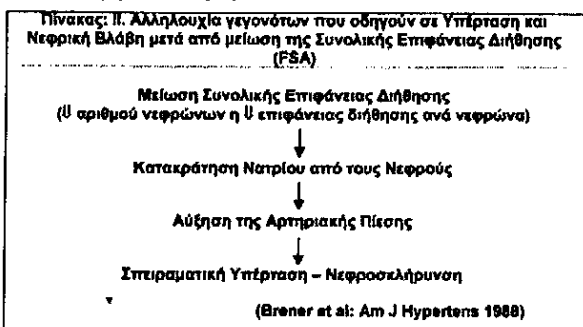 Πίνακας: ΙΙ. Αλληλουχία γεγονότων που οδηγούν σε Υπέρταση και
Νεφρική Βλάβη μετά από μείωση της Συνολικής Επιφάνειας Διήθησης
(FSA)
Μείωση Συνολικής Επιφάνειας Διήθησης
(⇓ αριθμού νεφρώνων η ⇓ επιφάνειας διήθησης ανά νεφρώνα)
Κατακράτηση Νατρίου από τους Νεφρούς
Αύξηση της Αρτηριακής Πίεσης
Σπειραματική Υπέρταση – Νεφροσκλήρυνση
(Brener et al: Am J Hypertens 1988)